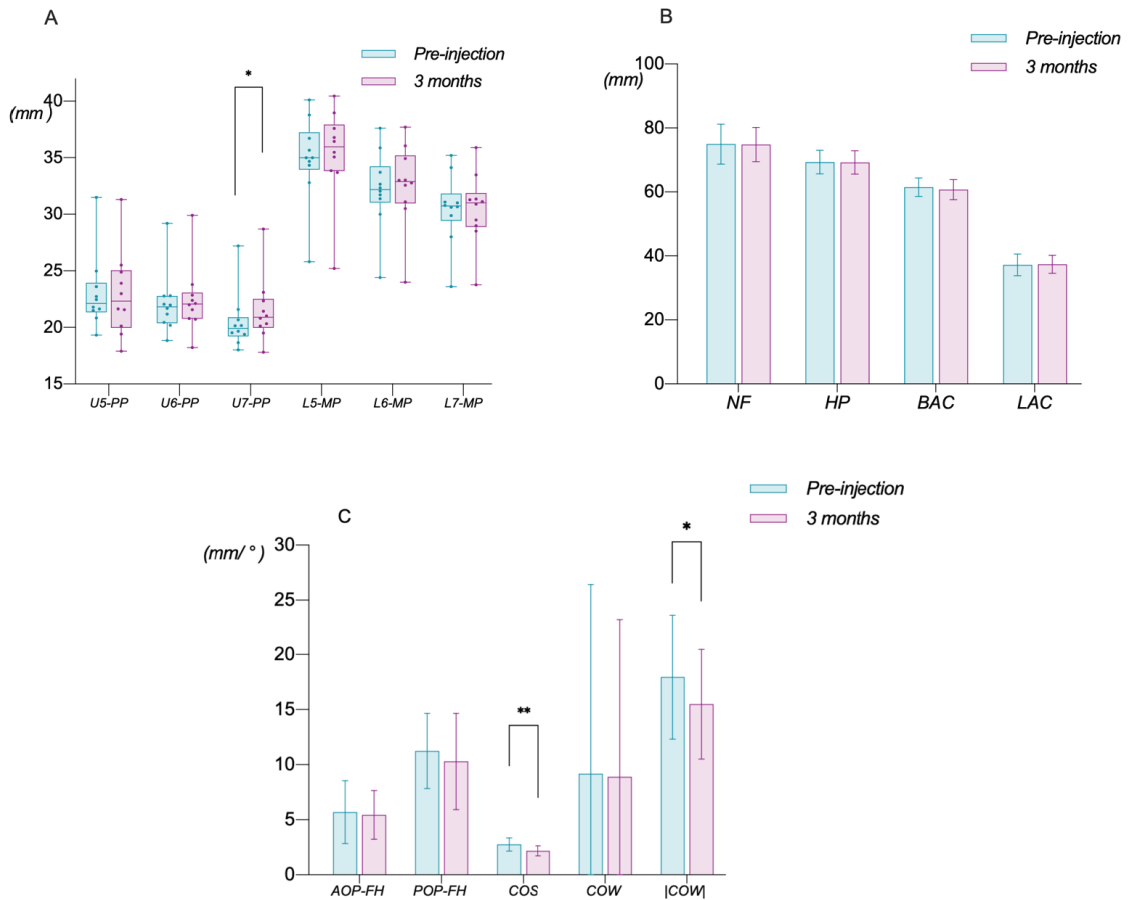 A
Pre-injection
3 months
(mm)
*
40
35
30
25
20
15
U5-PP U6-PP U7-PP L5-MP L6-MP L7-MP
B
Pre-injection
3 months
(mm)
100
80
60
40
20
0
NF HP BAC LAC
C
Pre-injection
3 months
(mm/ °)
*
**
30
25
20
15
10
5
0
AOP-FH POP-FH COS COW |COW|